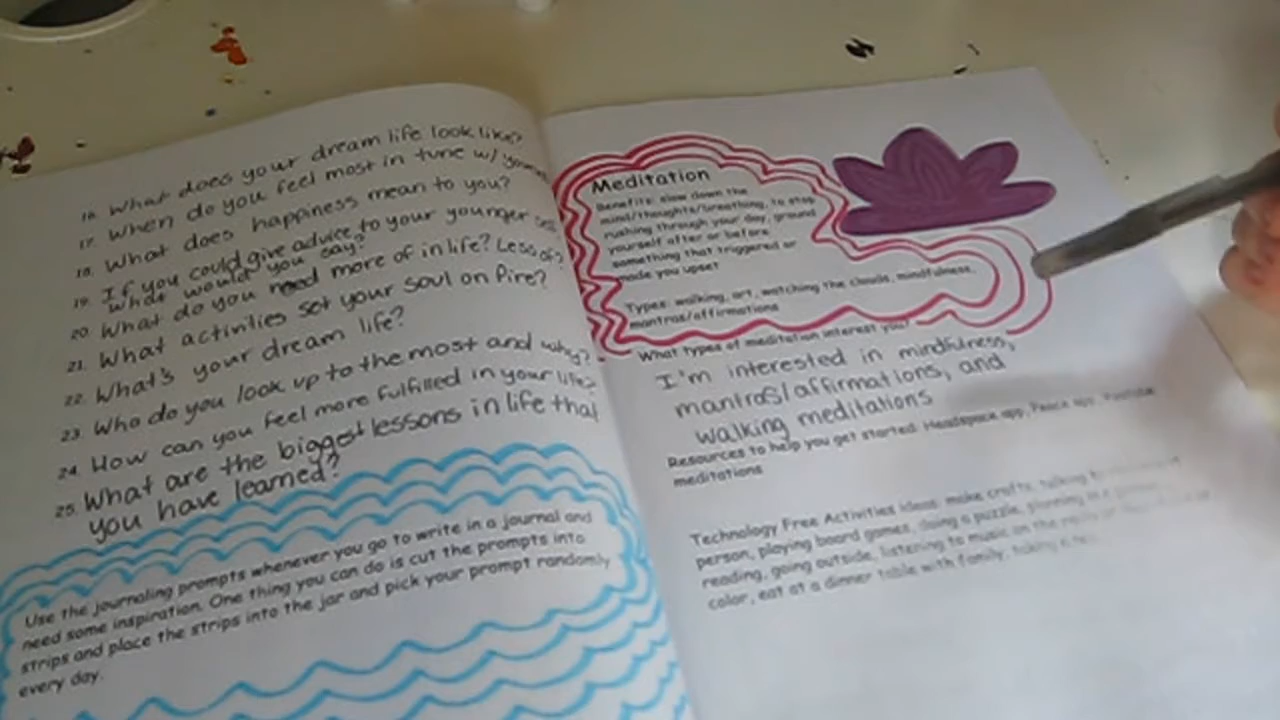 16. What does your dream life look like?
17. When do you feel most in tune w/
18. What does happiness mean to you?
19. If you could give advice to your younger
what would you say?
20. What do you need more of in life? Less of?
21. What activities set your soul on fire?
22. What's your dream life?
23. Who do you look up to the most and why?
24. How can you feel more fulfilled in your life?
25. What are the biggest lessons in life that
you have learned?
Use the journaling prompts whenever you go to write in a journal and
need some inspiration. One thing you can do is cut the prompts into
strips and place the strips into the jar and pick your prompt randomly
every day.
Meditation
Benefits: slow down the
mind/thoughts/breathing, to stop
rushing through your day, ground
yourself after or before
something that triggered or
made you upset
Types: walking, art, watching the clouds, mindfulness,
mantras/affirmations
What types of meditation interest you?
I'm interested in mindfulness,
mantras/affirmations, and
walking meditations
Resources to help you get started: Headspace app, Peace app, Youtube
meditations
Technology Free Activities Ideas: make crafts, talking
person, playing board games, doing a puzzle, planning
reading, going outside, listening to music on the
color, eat at a dinner table with family, taking a